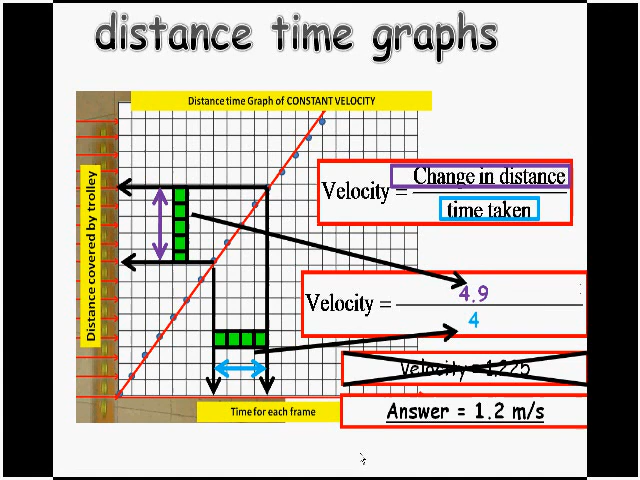 distance time graphs
Distance time Graph of CONSTANT VELOCITY
Distance covered by trolley
Velocity = Change in distance
time taken
Velocity = 4.9
4
Velocity = 1.225
Answer = 1.2 m/s
Time for each frame